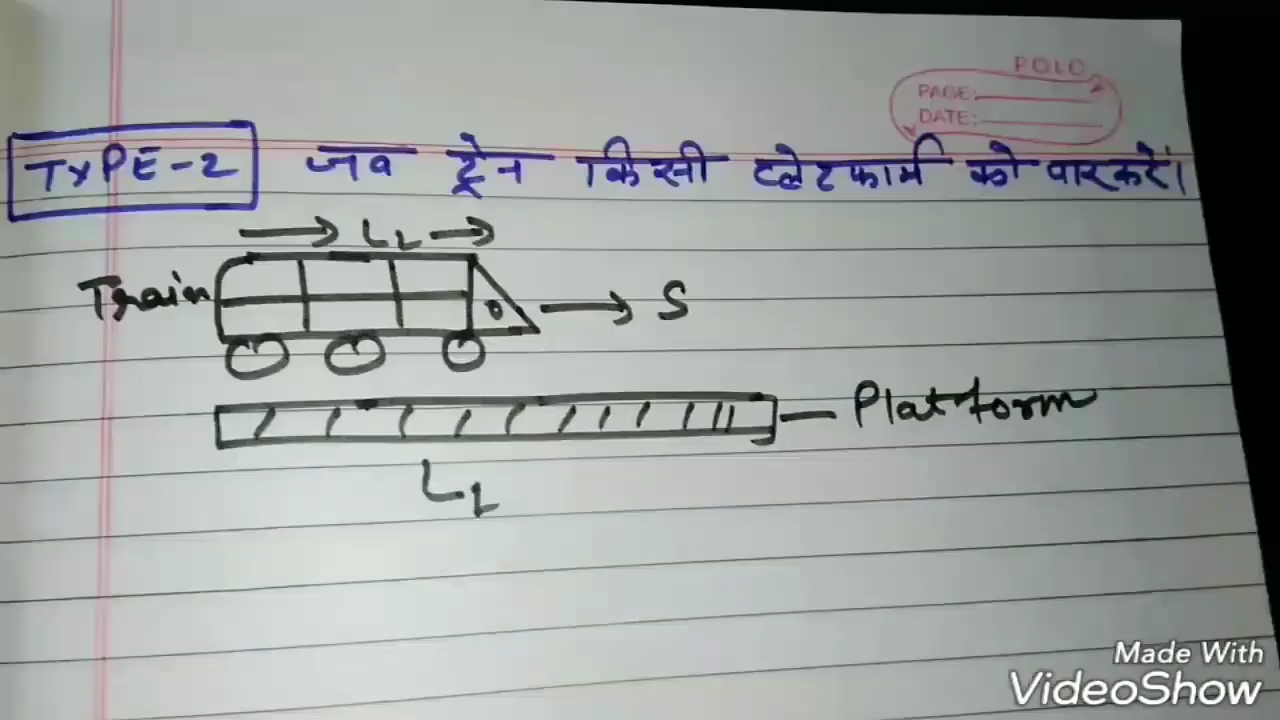 POLO
PAGE:
DATE:
TYPE-2 जब ट्रेन किसी प्लेटफार्म को पार करें।
L
Train S
Platform
L
Made With
VideoShow